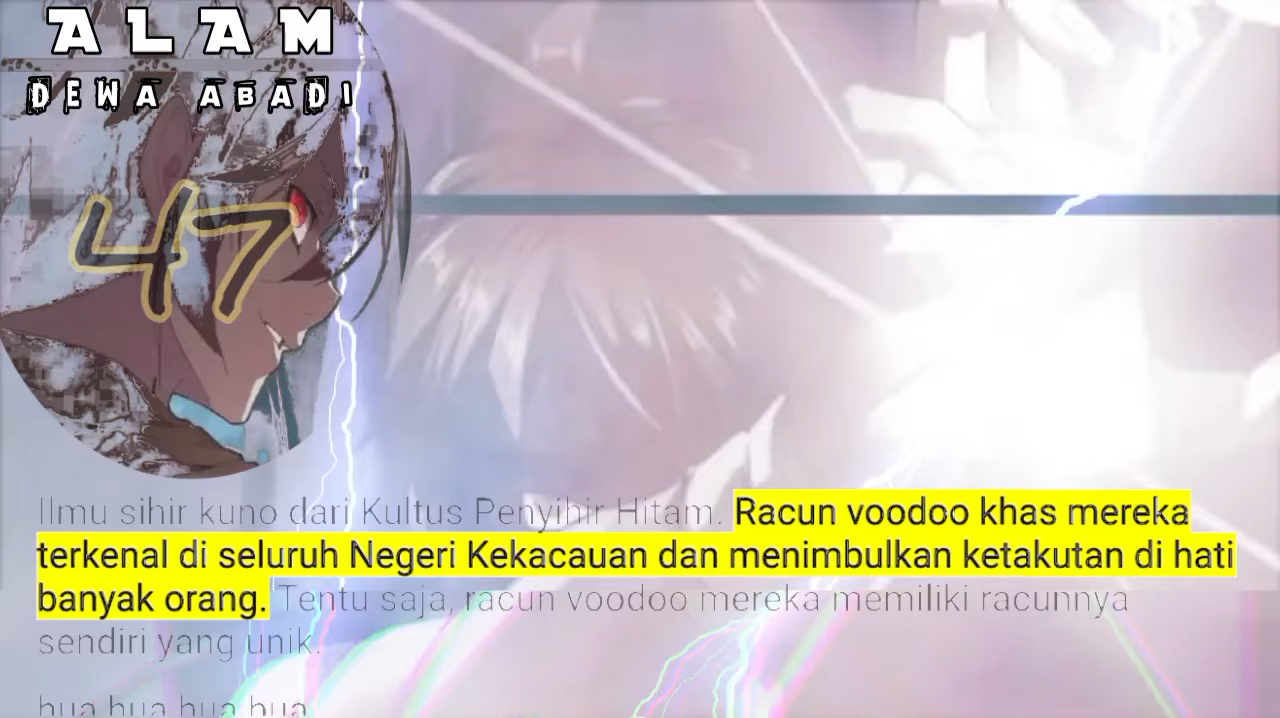 ALAM
DEWA ABADI
47
Ilmu sihir kuno dari Kultus Penyihir Hitam. Racun voodoo khas mereka
terkenal di seluruh Negeri Kekacauan dan menimbulkan ketakutan di hati
banyak orang. Tentu saja, racun voodoo mereka memiliki racunnya
sendiri yang unik.
hua hua hua hua